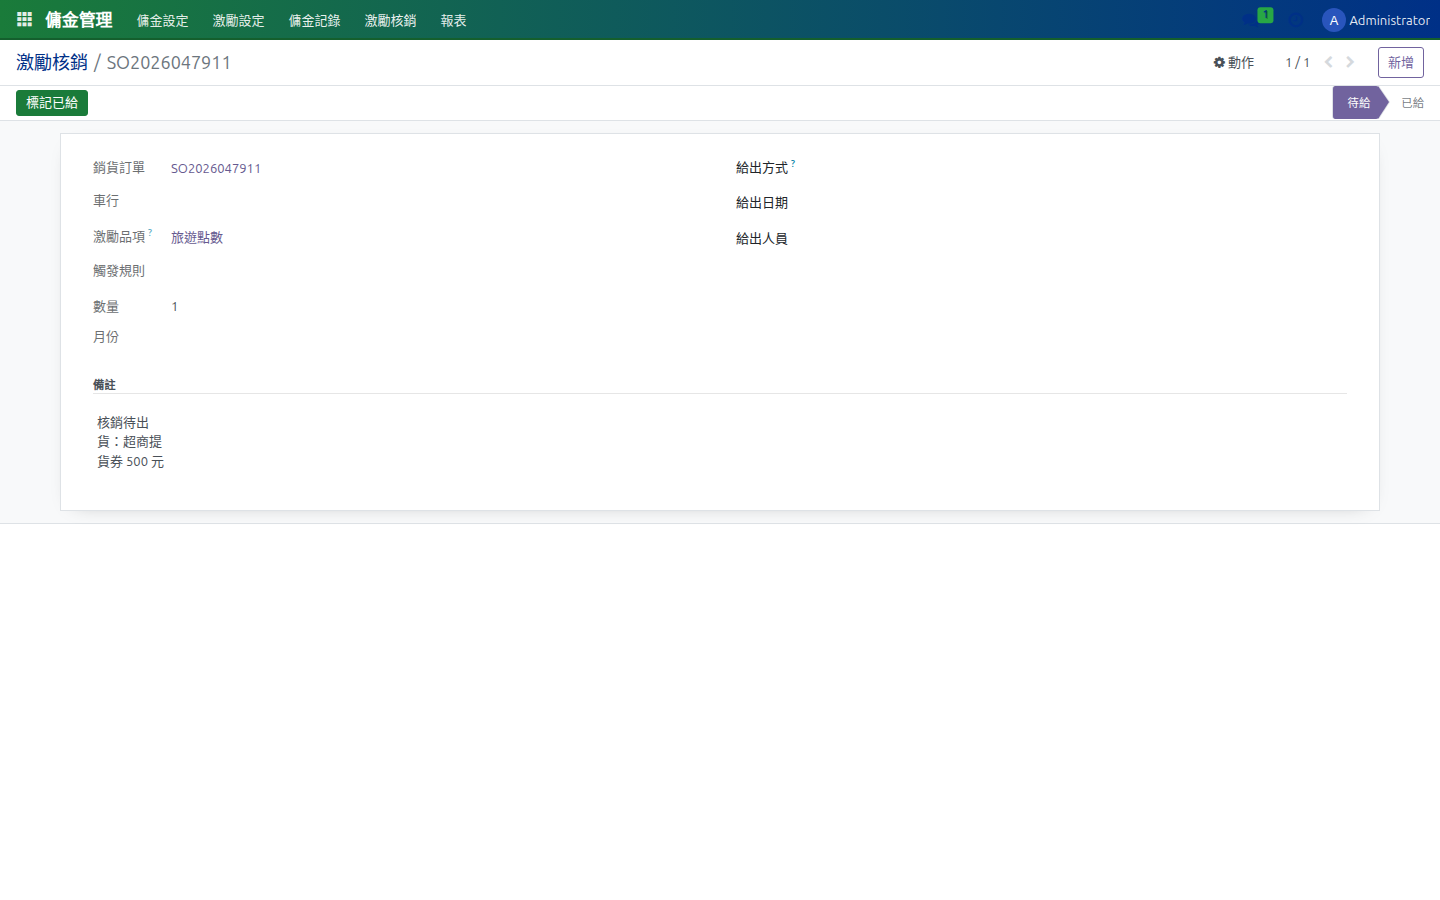 傭金管理 傭金設定 激勵設定 傭金記錄 激勵核銷 報表 1 A Administrator
激勵核銷 / SO2026047911 動作 1 / 1 新增
標記已給 待給 已給
銷貨訂單 SO2026047911 給出方式 ?
車行 給出日期
激勵品項 ? 旅遊點數 給出人員
觸發規則
數量 1
月份
備註
核銷待出
貨：超商提
貨券 500 元